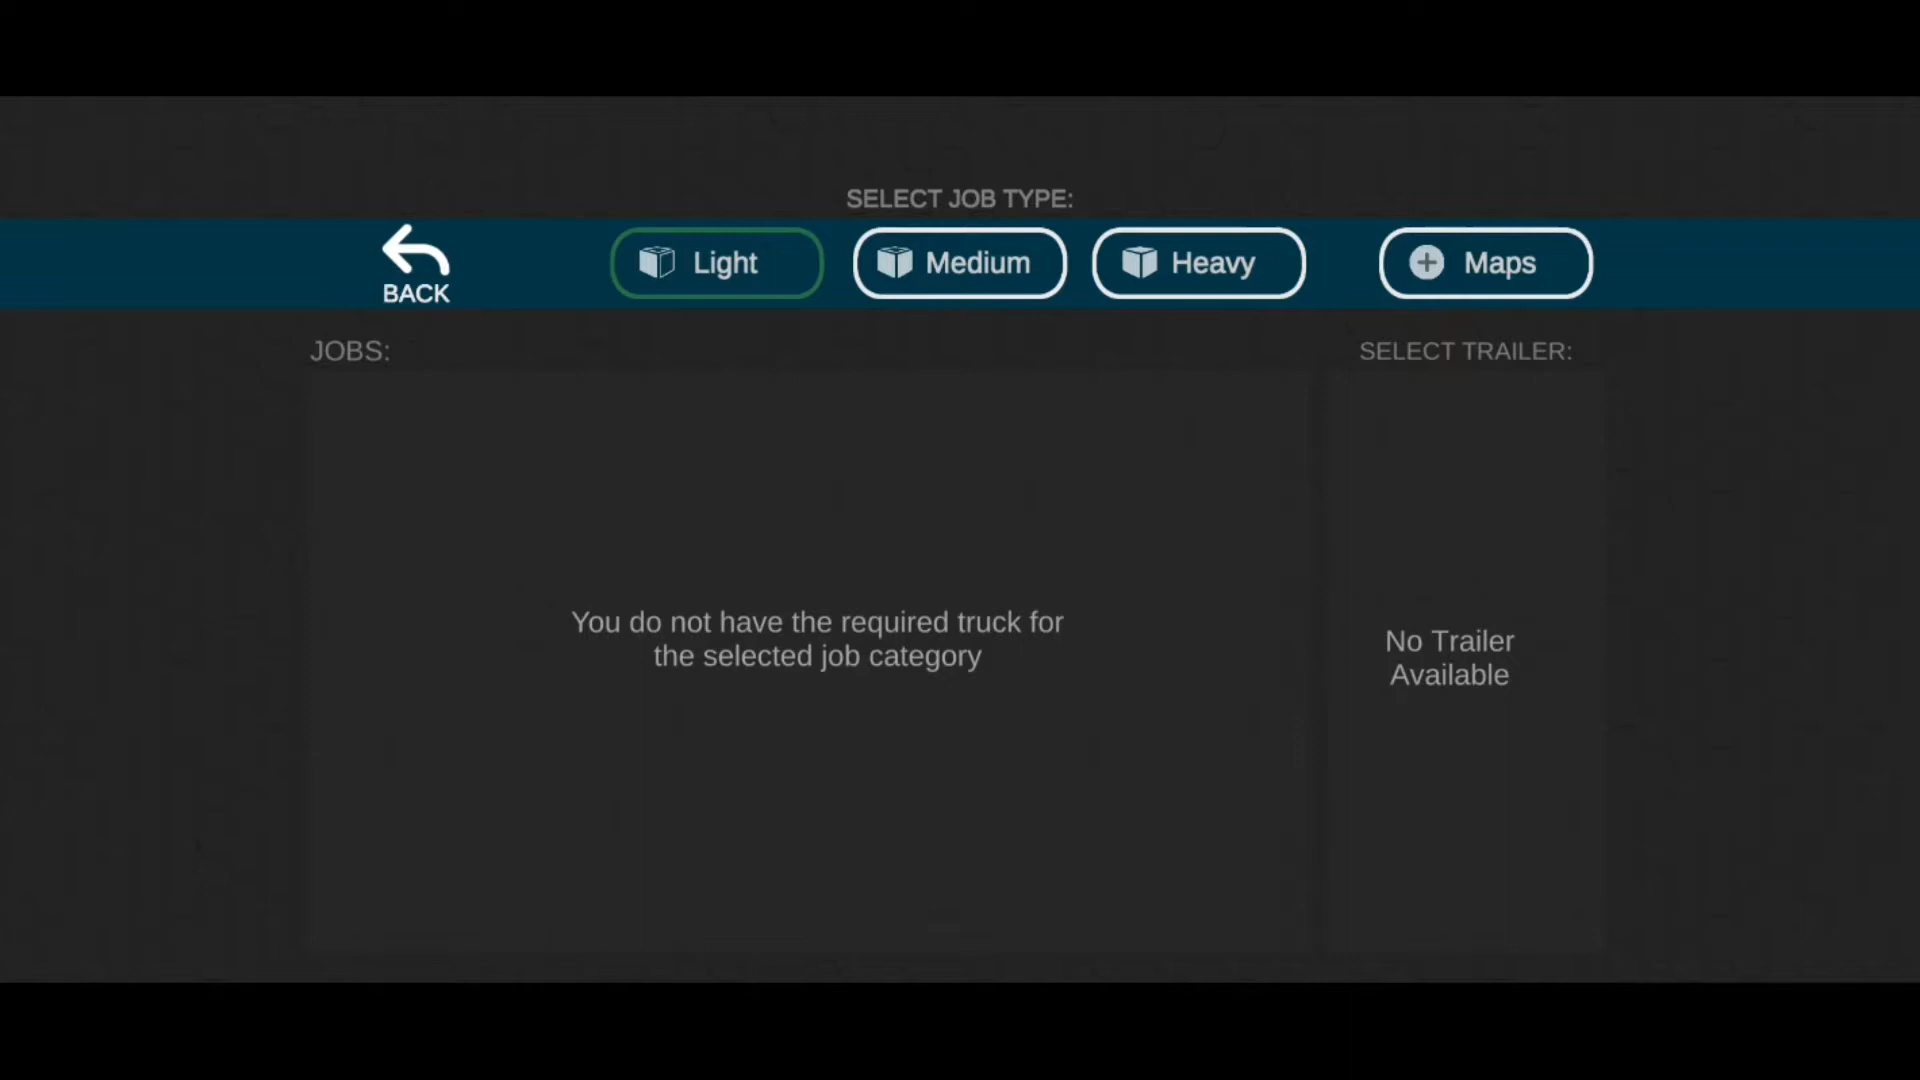 SELECT JOB TYPE:
BACK
Light
Medium
Heavy
Maps
JOBS:
SELECT TRAILER:
You do not have the required truck for
the selected job category
No Trailer
Available